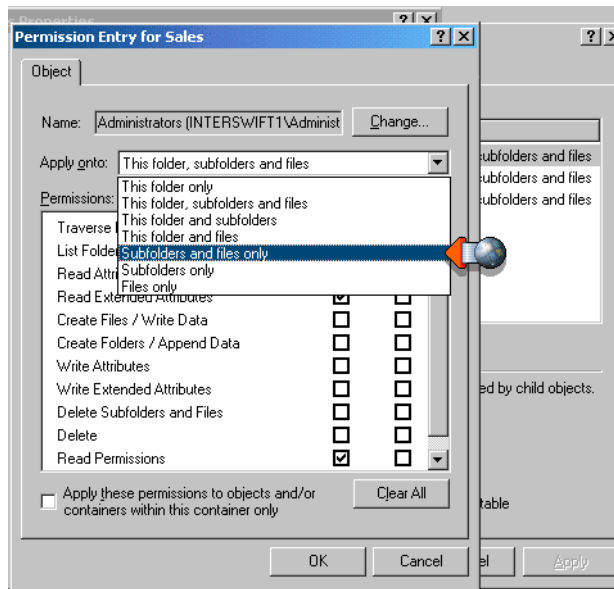 s Properties
Permission Entry for Sales
Object
Name: Administrators (INTERSWIFT1\Administ
Change...
Apply onto: This folder, subfolders and files
This folder only
This folder, subfolders and files
This folder and subfolders
This folder and files
Subfolders and files only
Subfolders only
Files only
Permissions:
Traverse
List Folde
Read Attri
Read Extended Attributes
Create Files / Write Data
Create Folders / Append Data
Write Attributes
Write Extended Attributes
Delete Subfolders and Files
Delete
Read Permissions
Apply these permissions to objects and/or
containers within this container only
Clear All
OK
Cancel
subfolders and files
subfolders and files
subfolders and files
ed by child objects.
table
el
Apply